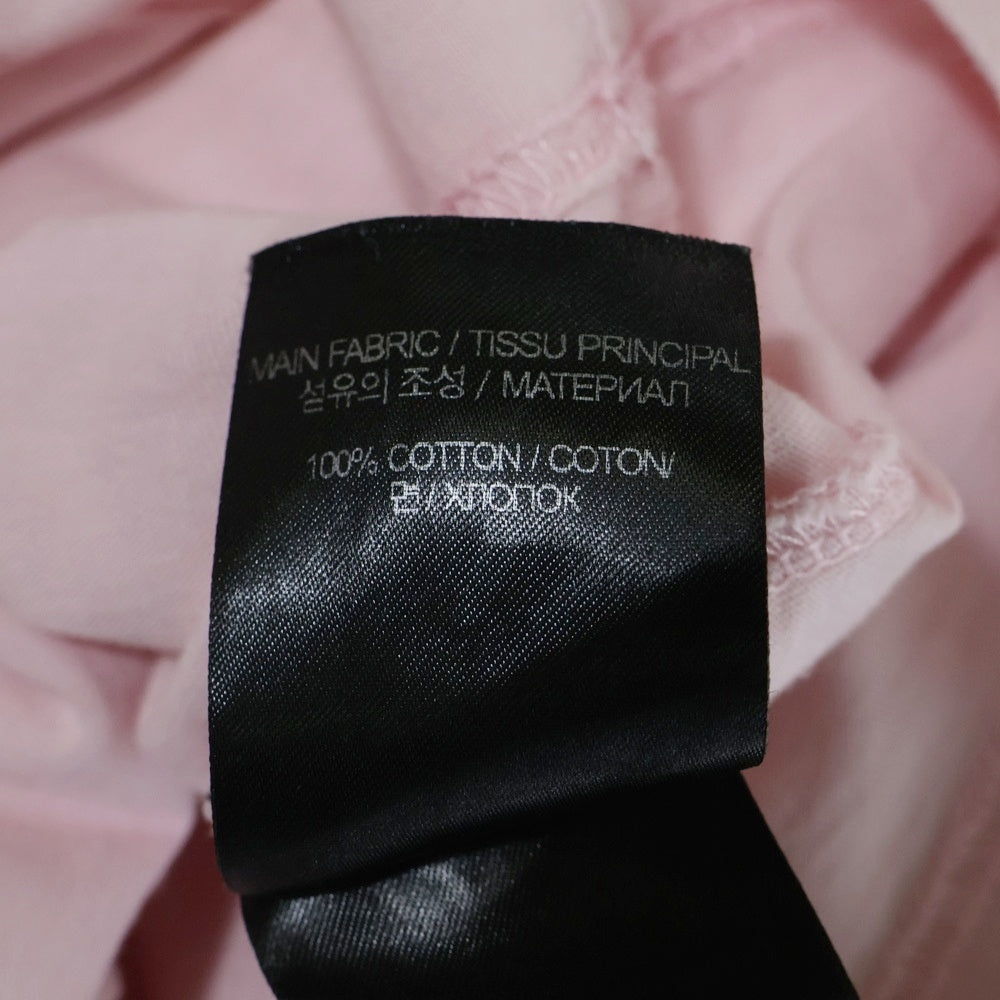 MAIN FABRIC / TISSU PRINCIPAL
섬유의 조성 / МАТЕРИАЛ
100% COTTON / COTON/
면 / ХЛОПОК